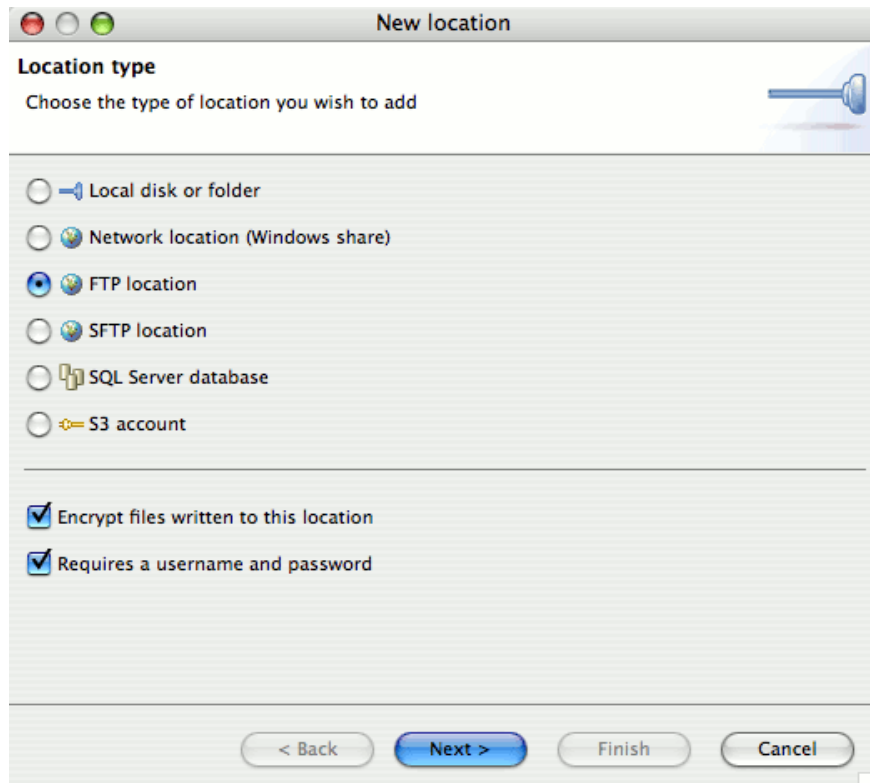 New location
Location type
Choose the type of location you wish to add
Local disk or folder
Network location (Windows share)
FTP location
SFTP location
SQL Server database
S3 account
Encrypt files written to this location
Requires a username and password
< Back Next > Finish Cancel